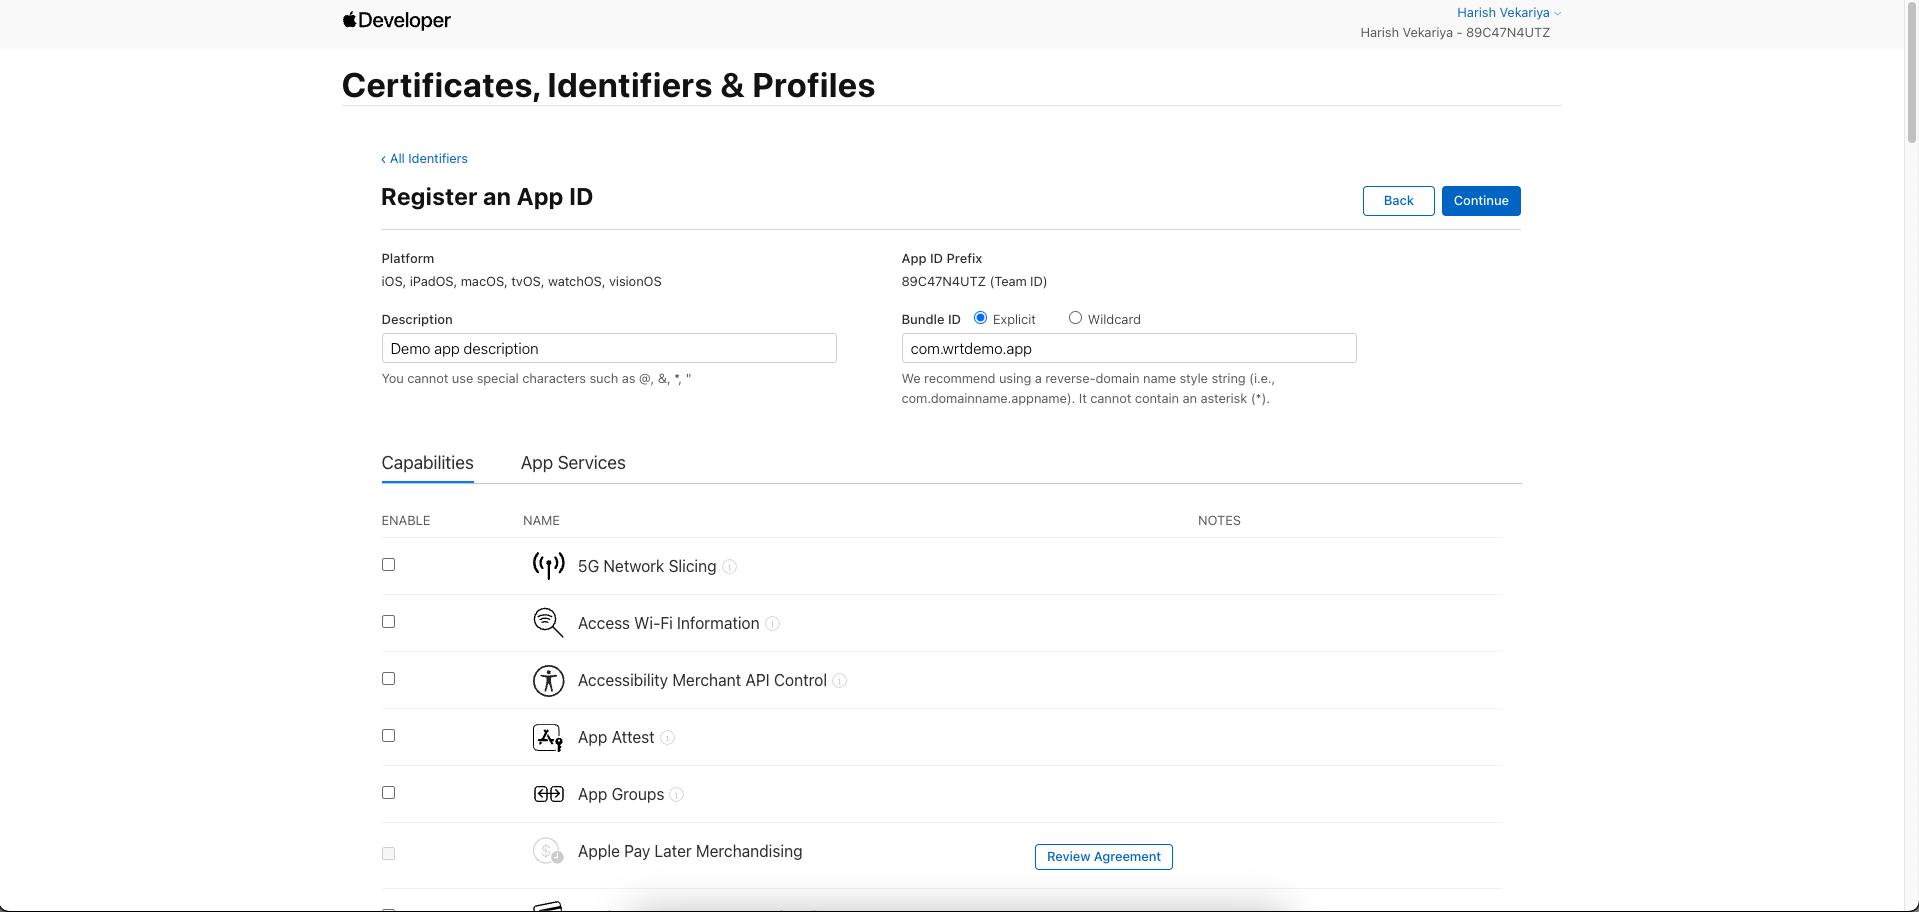 Developer
Harish Vekariya
Harish Vekariya - 89C47N4UTZ
Certificates, Identifiers & Profiles
‹ All Identifiers
Register an App ID
Back
Continue
Platform
iOS, iPadOS, macOS, tvOS, watchOS, visionOS
App ID Prefix
89C47N4UTZ (Team ID)
Description
Demo app description
You cannot use special characters such as @, &, *, "
Bundle ID Explicit Wildcard
com.wrtdemo.app
We recommend using a reverse-domain name style string (i.e.,
com.domainname.appname). It cannot contain an asterisk (*).
Capabilities App Services
ENABLE NAME NOTES
5G Network Slicing
Access Wi-Fi Information
Accessibility Merchant API Control
App Attest
App Groups
Apple Pay Later Merchandising
Review Agreement